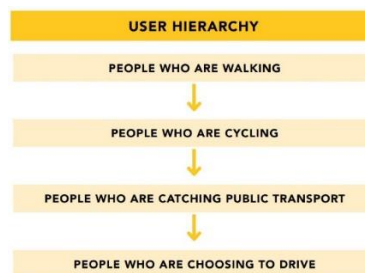 USER HIERARCHY
PEOPLE WHO ARE WALKING
PEOPLE WHO ARE CYCLING
PEOPLE WHO ARE CATCHING PUBLIC TRANSPORT
PEOPLE WHO ARE CHOOSING TO DRIVE